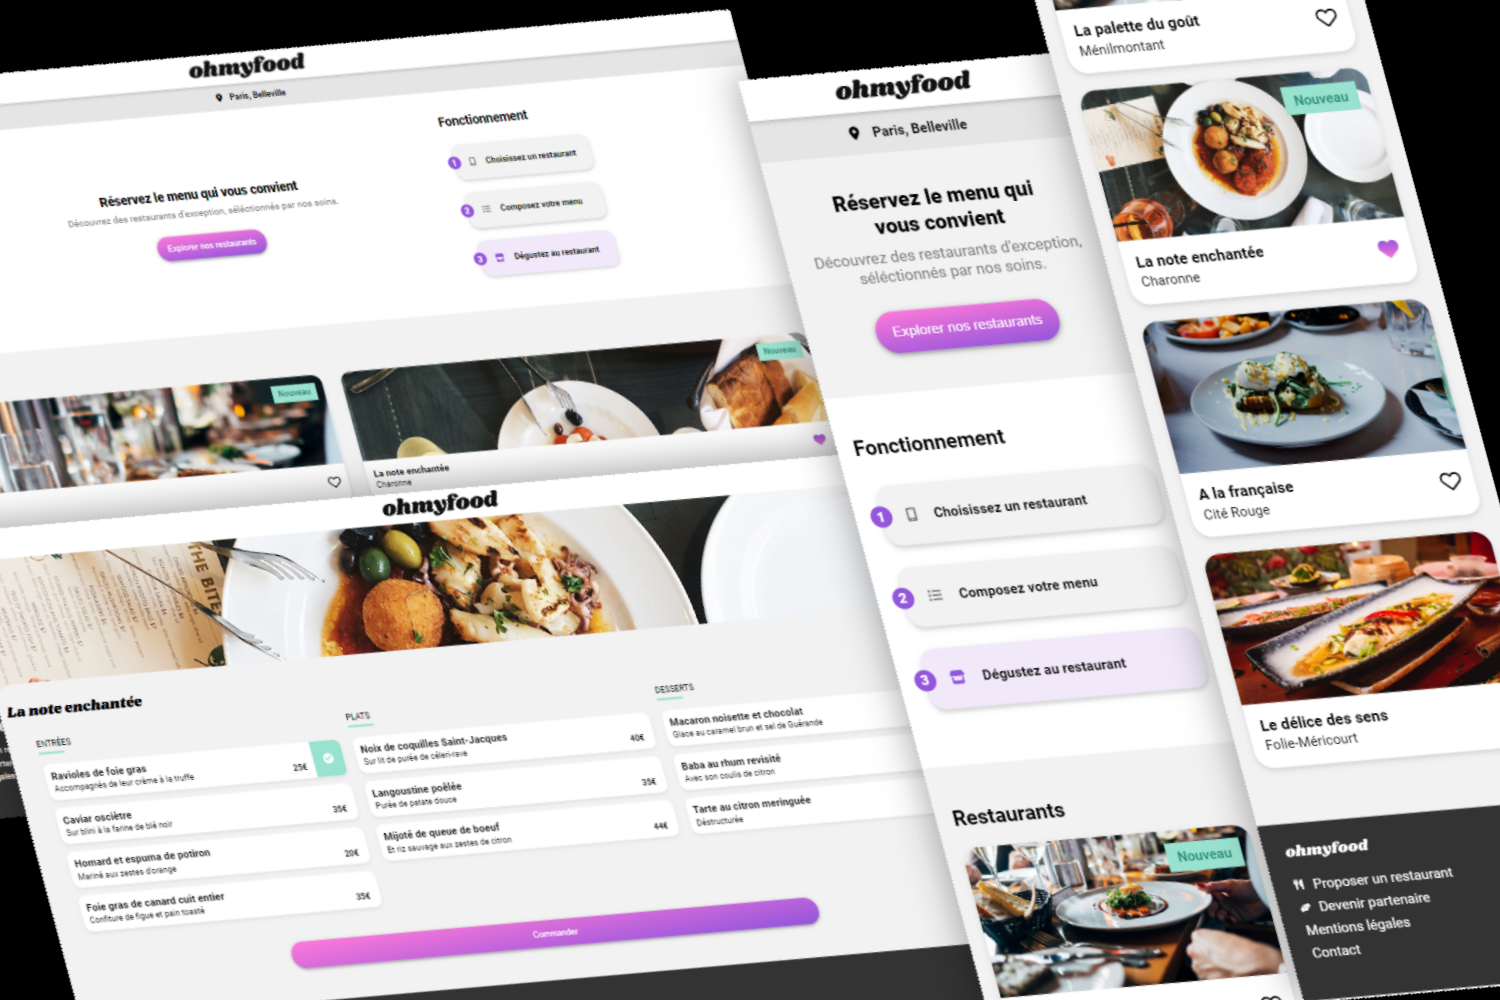 ohmyfood
Paris, Belleville
Réservez le menu qui vous convient
Découvrez des restaurants d'exception, séléctionnés par nos soins.
Explorer nos restaurants
Fonctionnement
1 Choisissez un restaurant
2 Composez votre menu
3 Dégustez au restaurant
Nouveau
Nouveau
La note enchantée
Charonne
ohmyfood
THE BITE
La note enchantée
ENTRÉES
Ravioles de foie gras
Accompagnés de leur crème à la truffe
25€
Caviar oscièтre
Sur blini à la farine de blé noir
35€
Homard et espuma de potiron
Mariné aux zestes d'orange
20€
Foie gras de canard cuit entier
Confiture de figue et pain toasté
35€
PLATS
Noix de coquilles Saint-Jacques
Sur lit de purée de céleri-rave
40€
Langoustine poêlée
Purée de patate douce
35€
Mijoté de queue de boeuf
Et riz sauvage aux zestes de citron
44€
DESSERTS
Macaron noisette et chocolat
Glace au caramel brun et sel de Guérande
Baba au rhum revisité
Avec son coulis de citron
Tarte au citron meringuée
Déstructurée
Commander
ohmyfood
Paris, Belleville
Réservez le menu qui
vous convient
Découvrez des restaurants d'exception,
séléctionnés par nos soins.
Explorer nos restaurants
Fonctionnement
1 Choisissez un restaurant
2 Composez votre menu
3 Dégustez au restaurant
Restaurants
Nouveau
La palette du goût
Ménilmontant
Nouveau
La note enchantée
Charonne
A la française
Cité Rouge
Le délice des sens
Folie-Méricourt
ohmyfood
Proposer un restaurant
Devenir partenaire
Mentions légales
Contact